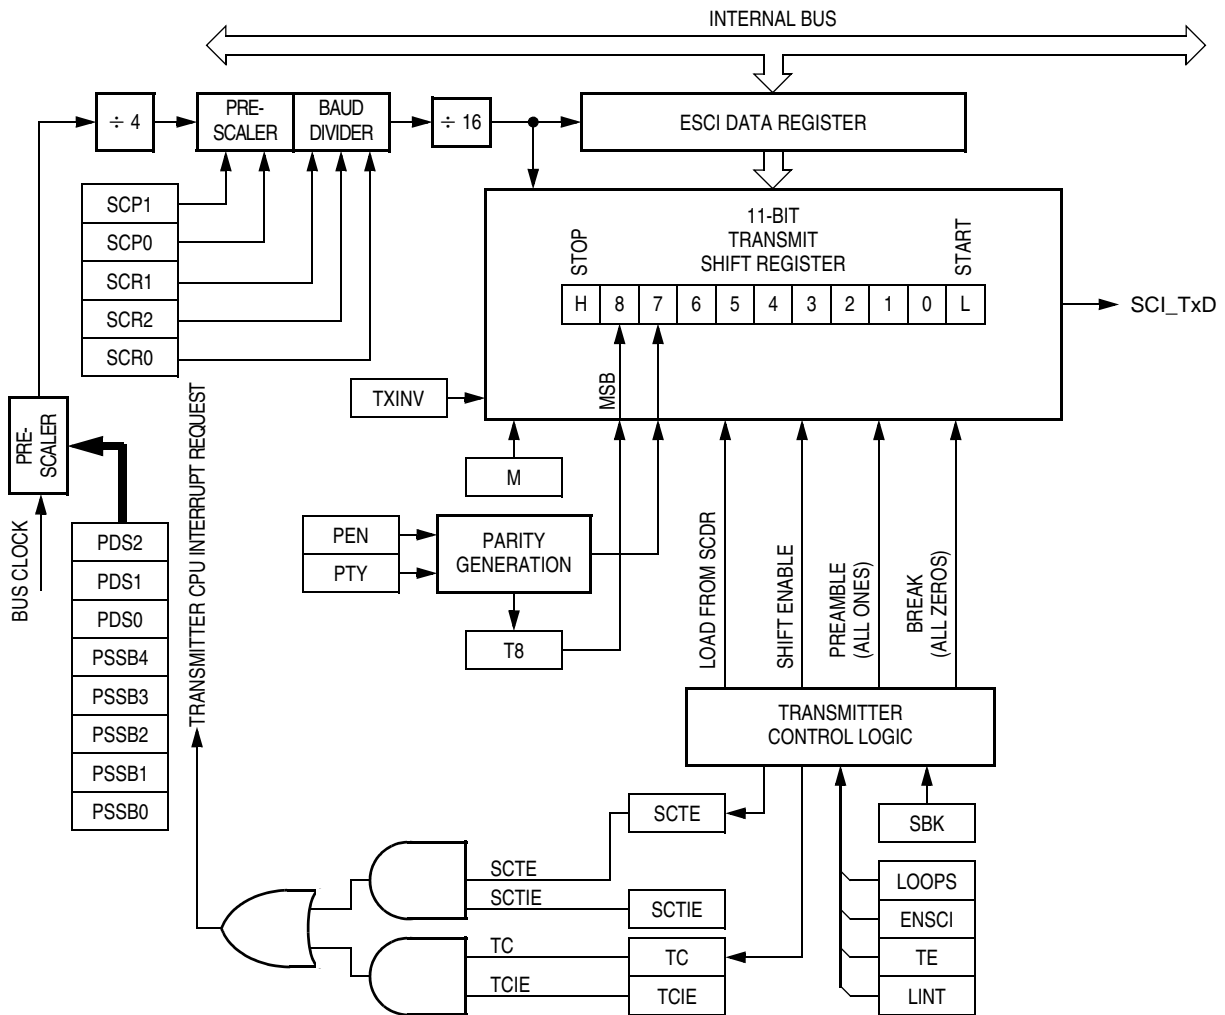 INTERNAL BUS
÷ 4
PRE-
SCALER
BAUD
DIVIDER
÷ 16
ESCI DATA REGISTER
SCP1
SCP0
SCR1
SCR2
SCR0
11-BIT
TRANSMIT
SHIFT REGISTER
STOP
START
H 8 7 6 5 4 3 2 1 0 L
SCI_TxD
MSB
TXINV
M
PRE-
SCALER
BUS CLOCK
TRANSMITTER CPU INTERRUPT REQUEST
PDS2
PDS1
PDS0
PSSB4
PSSB3
PSSB2
PSSB1
PSSB0
PEN
PTY
PARITY
GENERATION
T8
LOAD FROM SCDR
SHIFT ENABLE
PREAMBLE
(ALL ONES)
BREAK
(ALL ZEROS)
TRANSMITTER
CONTROL LOGIC
SCTE
SBK
SCTE
SCTIE
SCTIE
TC
TC
TCIE
TCIE
LOOPS
ENSCI
TE
LINT